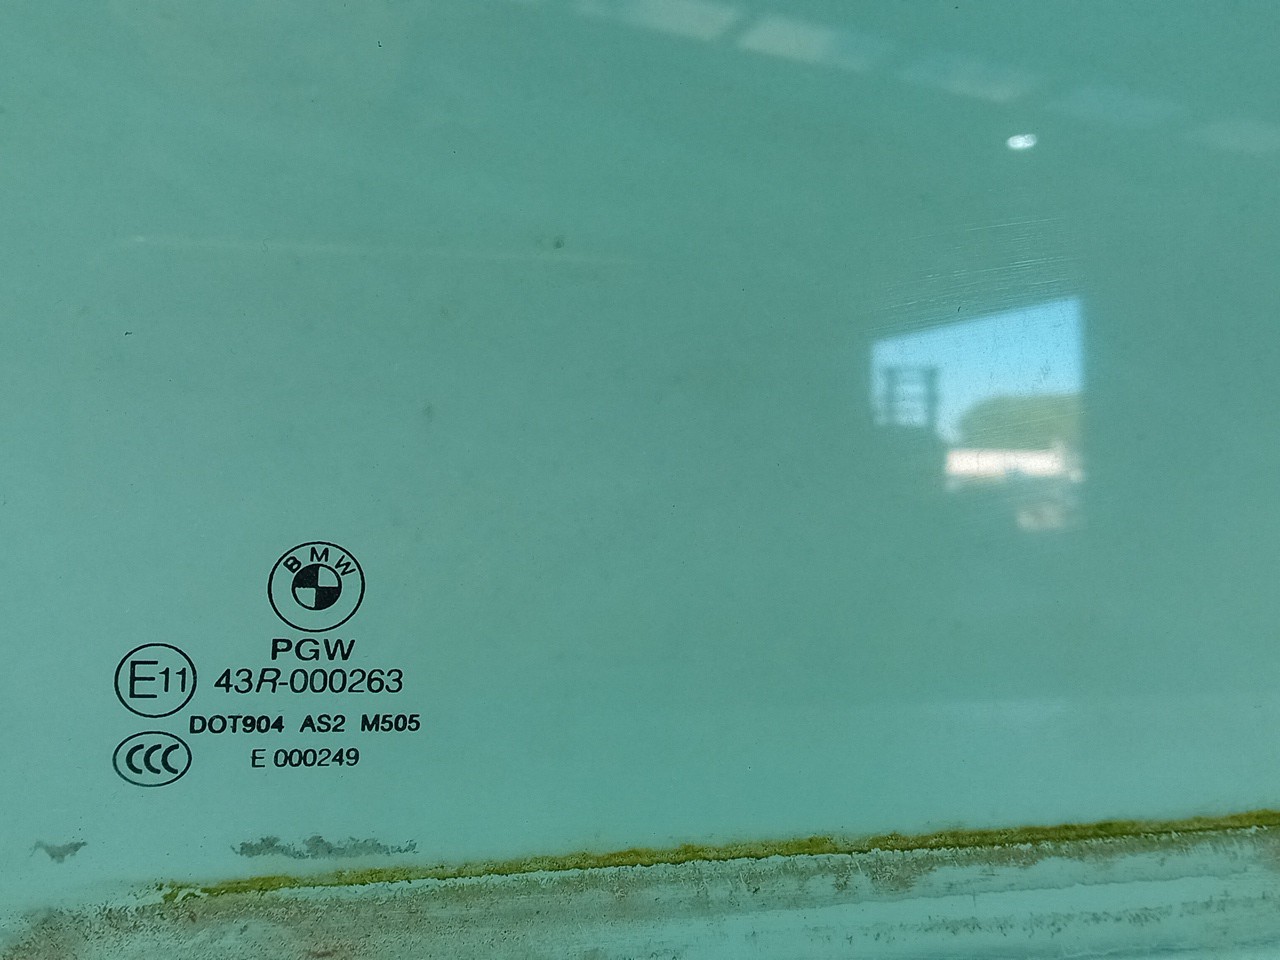 BMW
PGW
E11 43R-000263
DOT904 AS2 M505
CCC E 000249